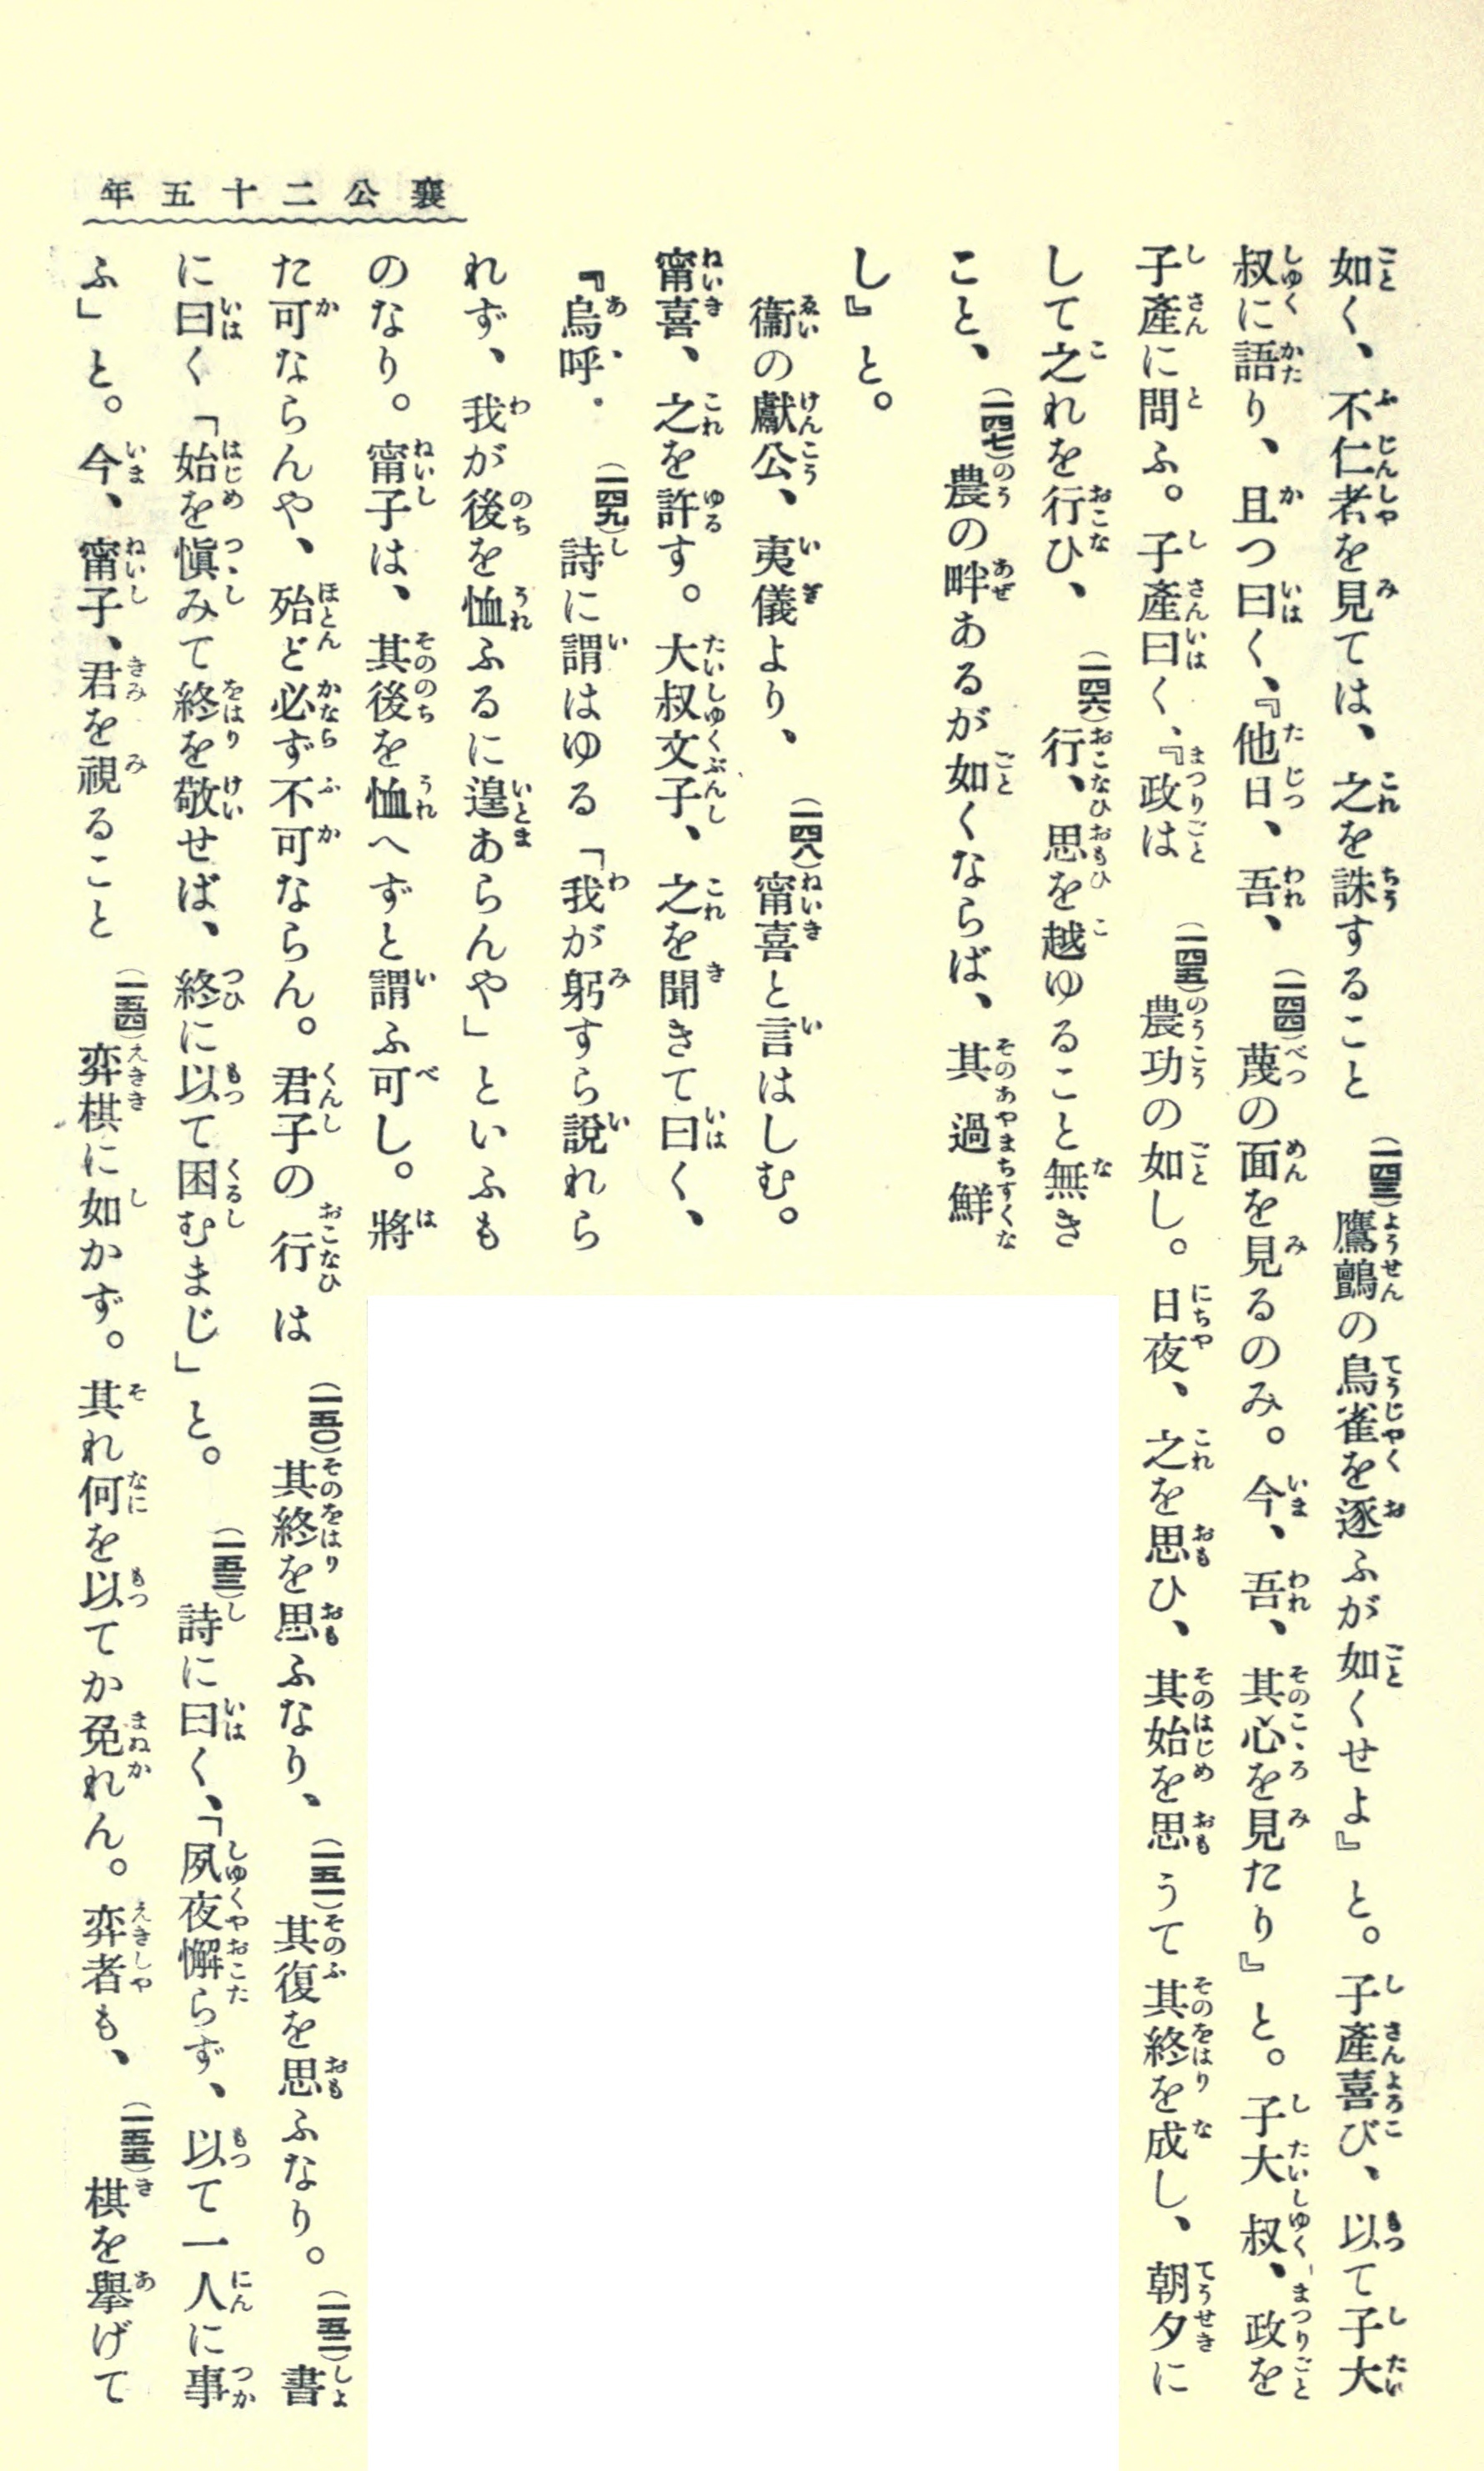 襄公二十五年
如く、不仁者を見ては、之を誅すること(一四三)鷹鸇の鳥雀を逐ふが如くせよ』と。子產喜び、以て子大
叔に語り、且つ曰く、『他日、吾、(一四四)蔑の面を見るのみ。今、吾、其心を見たり』と。子大叔、政を
子產に問ふ。子產曰く、『政は(一四五)農功の如し。日夜、之を思ひ、其始を思うて其終を成し、朝夕に
して之れを行ひ、(一四六)行、思を越ゆること無き
こと、(一四七)農の畔あるが如くならば、其過鮮
し』と。
衞の獻公、夷儀より、(一四八)甯喜と言はしむ。
甯喜、之を許す。大叔文子、之を聞きて曰く、
『烏呼・(一四九)詩に謂はゆる「我が躬すら說れら
れず、我が後を恤ふるに遑あらんや」といふも
のなり。甯子は、其後を恤へずと謂ふ可し。將
た可ならんや、殆ど必ず不可ならん。君子の行は(一五〇)其終を思ふなり、(一五一)其復を思ふなり。(一五二)書
に曰く「始を愼みて終を敬せば、終に以て困むまじ」と。(一五三)詩に曰く、「夙夜懈らず、以て一人に事
ふ」と。今、甯子、君を視ること(一五四)弈棋に如かず。其れ何を以てか免れん。弈者も、(一五五)棋を擧げて